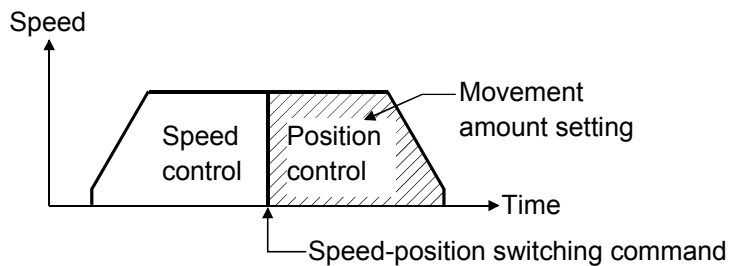 Speed
Movement
amount setting
Speed
control
Position
control
Time
Speed-position switching command